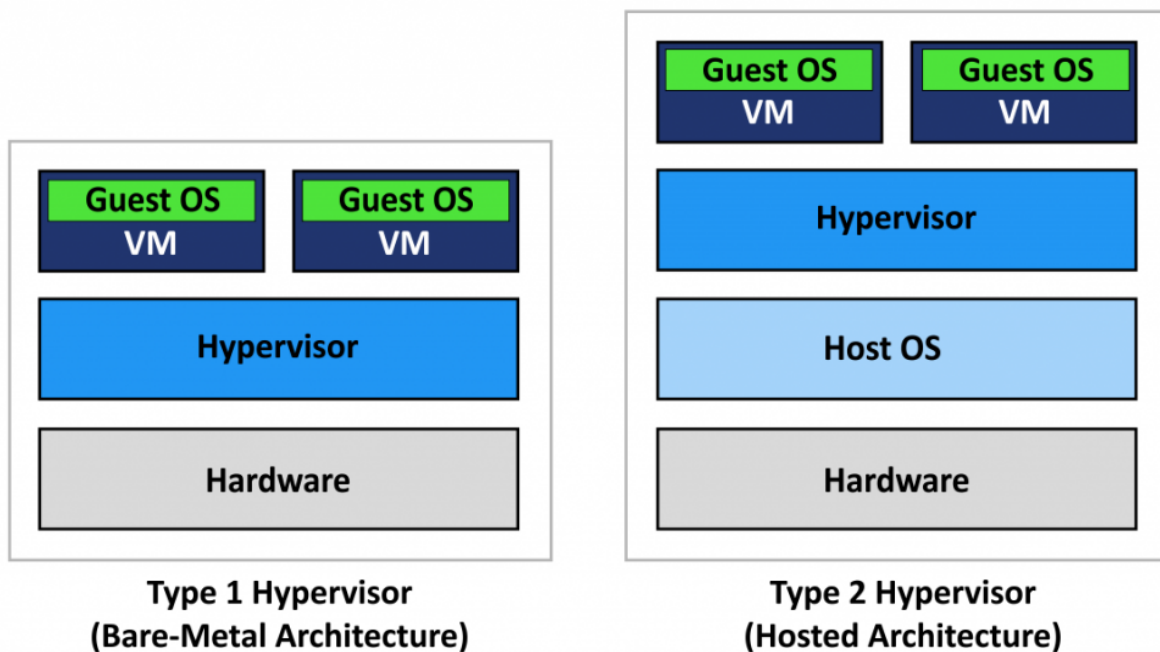 Guest OS
VM
Guest OS
VM
Hypervisor
Hardware
Type 1 Hypervisor
(Bare-Metal Architecture)
Guest OS
VM
Guest OS
VM
Hypervisor
Host OS
Hardware
Type 2 Hypervisor
(Hosted Architecture)